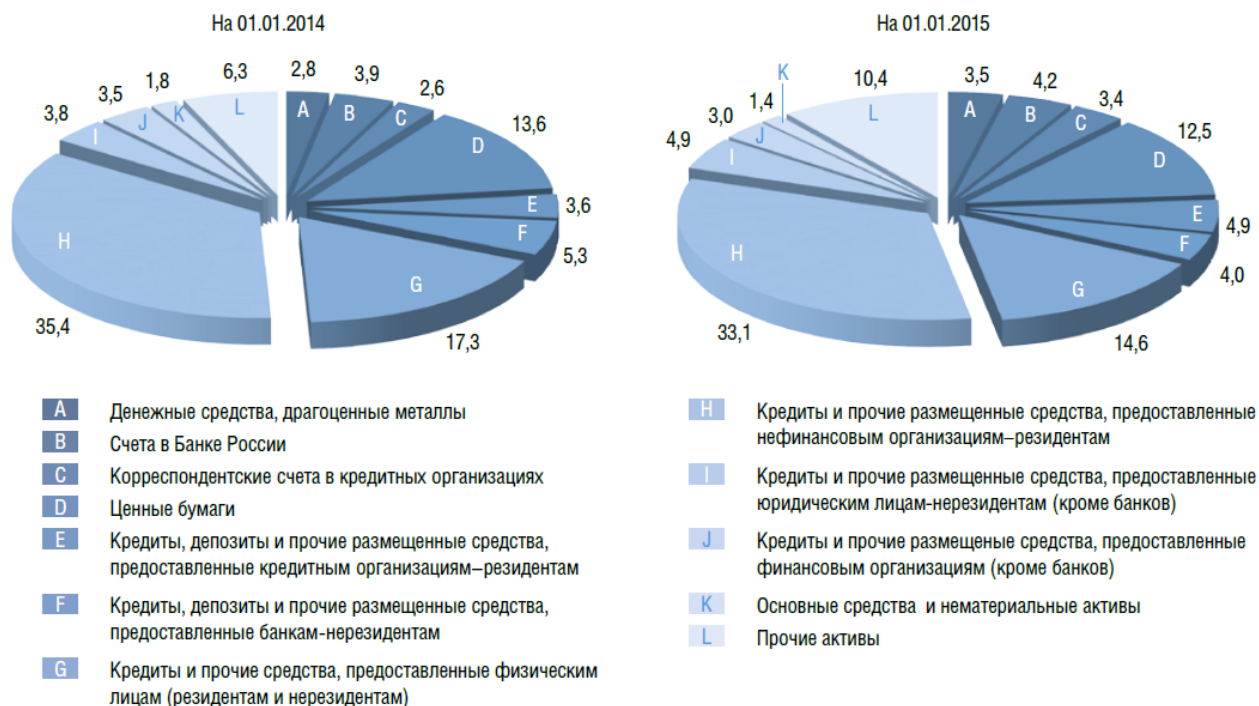 На 01.01.2014
2,8
3,9
2,6
13,6
3,6
5,3
17,3
35,4
3,8
3,5
1,8
6,3
A
B
C
D
E
F
G
H
I
J
K
L
На 01.01.2015
3,5
4,2
3,4
12,5
4,9
4,0
14,6
33,1
4,9
3,0
1,4
10,4
A
B
C
D
E
F
G
H
I
J
K
L
A Денежные средства, драгоценные металлы
B Счета в Банке России
C Корреспондентские счета в кредитных организациях
D Ценные бумаги
E Кредиты, депозиты и прочие размещенные средства,
предоставленные кредитным организациям–резидентам
F Кредиты, депозиты и прочие размещенные средства,
предоставленные банкам-нерезидентам
G Кредиты и прочие средства, предоставленные физическим
лицам (резидентам и нерезидентам)
H Кредиты и прочие размещенные средства, предоставленные
нефинансовым организациям–резидентам
I Кредиты и прочие размещенные средства, предоставленные
юридическим лицам-нерезидентам (кроме банков)
J Кредиты и прочие размещеные средства, предоставленные
финансовым организациям (кроме банков)
K Основные средства и нематериальные активы
L Прочие активы